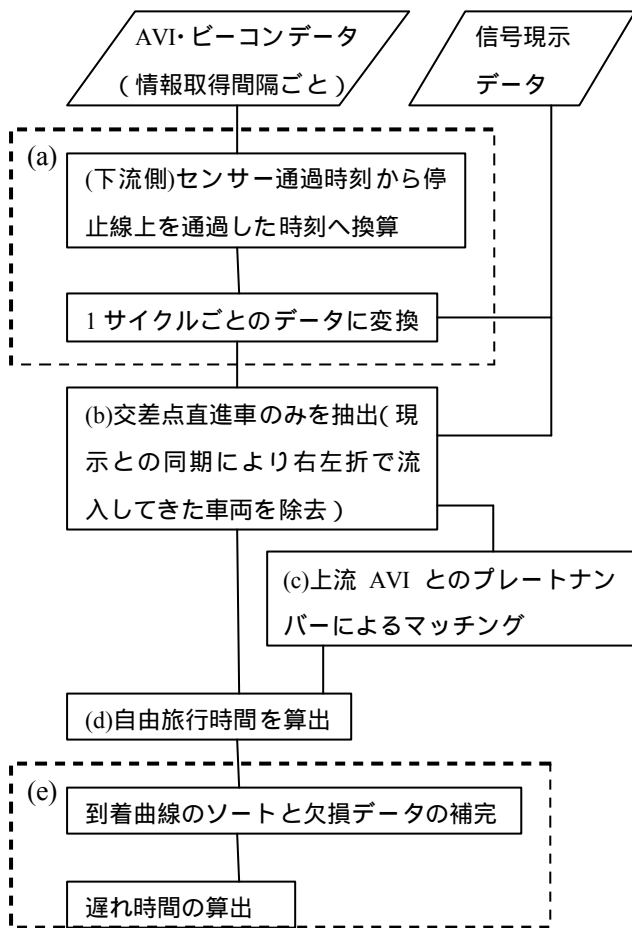 AVI・ビーコンデータ
(情報取得間隔ごと)
信号現示
データ
(a)
(下流側)センサー通過時刻から停
止線上を通過した時刻へ換算
1 サイクルごとのデータに変換
(b)交差点直進車のみを抽出(現
示との同期により右左折で流
入してきた車両を除去)
(c)上流 AVI とのプレートナン
バーによるマッチング
(d)自由旅行時間を算出
(e)
到着曲線のソートと欠損データの補完
遅れ時間の算出